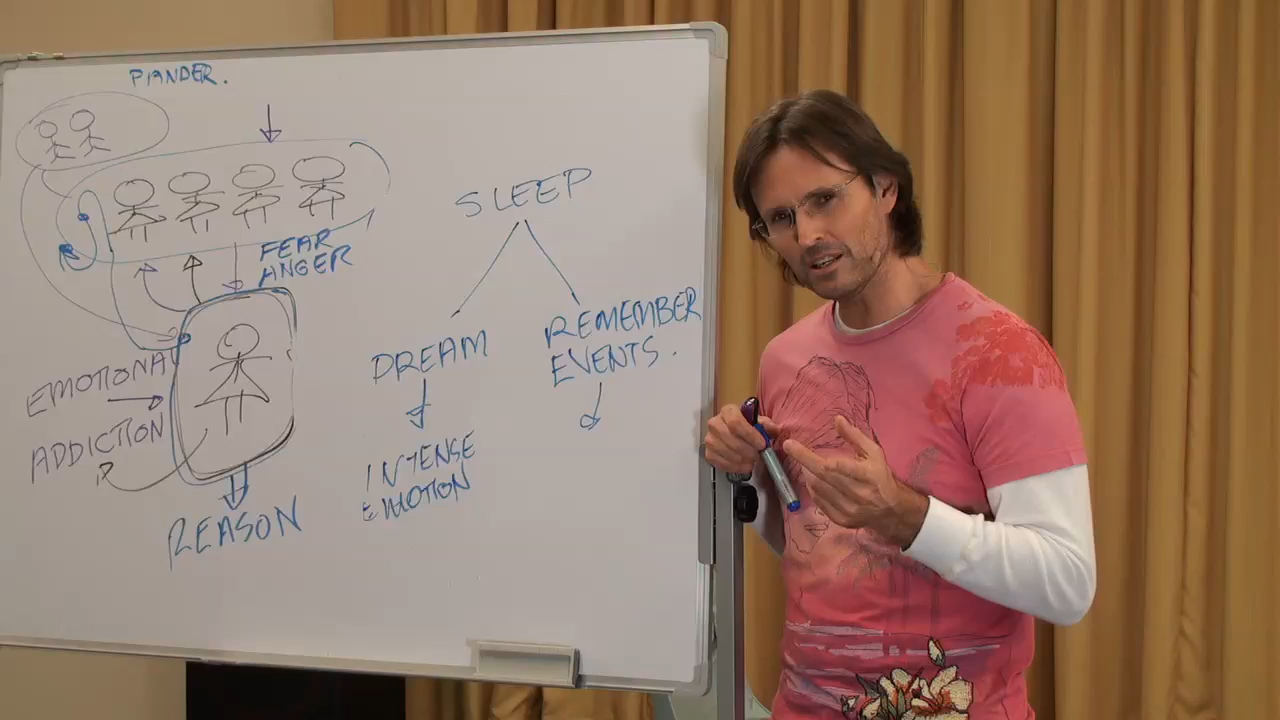 PANDER.
FEAR
ANGER
EMOTIONAL
ADDICTION
REASON
SLEEP
DREAM
INTENSE
EMOTION
REMEMBER
EVENTS.